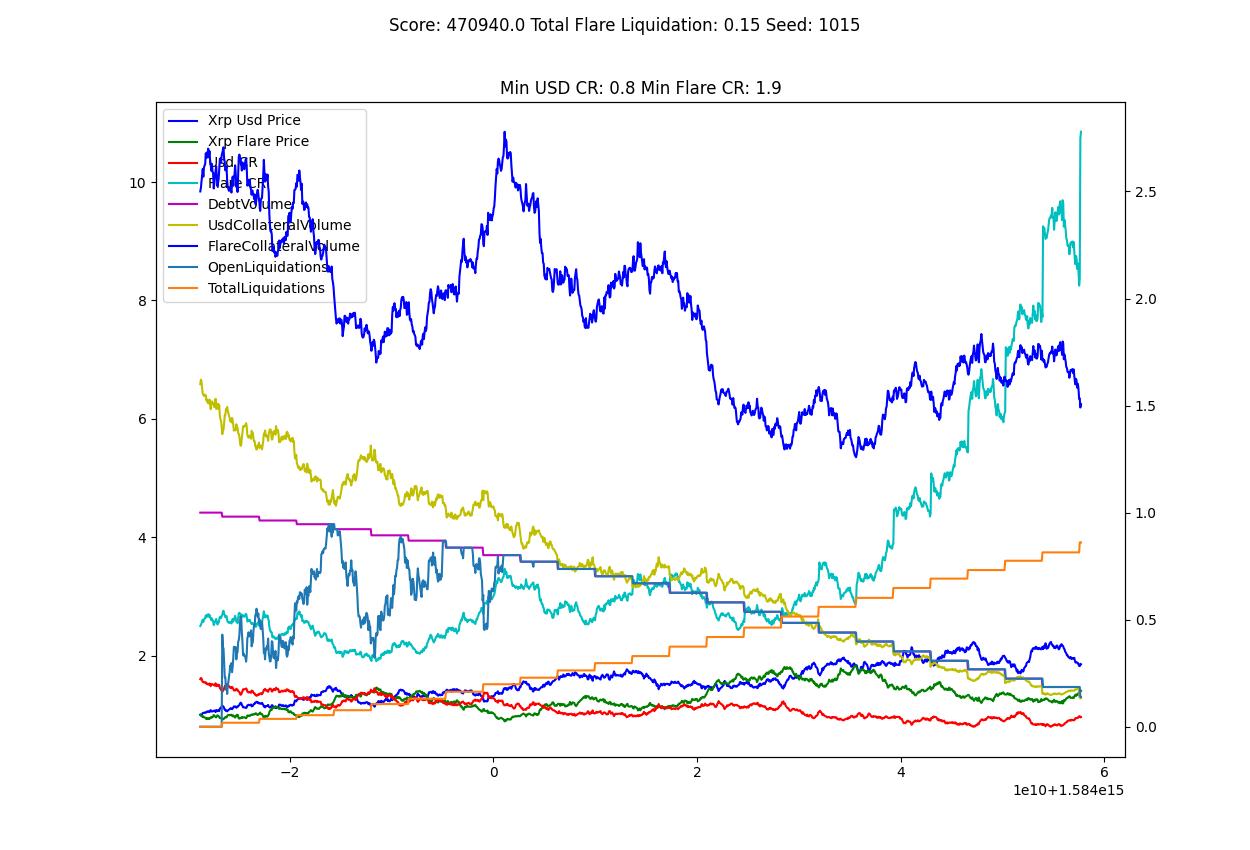 Score: 470940.0 Total Flare Liquidation: 0.15 Seed: 1015
Min USD CR: 0.8 Min Flare CR: 1.9
Xrp Usd Price
Xrp Flare Price
Usd CR
Flare CR
DebtVolume
UsdCollateralVolume
FlareCollateralVolume
OpenLiquidations
TotalLiquidations
10
8
6
4
2
2.5
2.0
1.5
1.0
0.5
0.0
−2 0 2 4 6
1e10+1.584e15